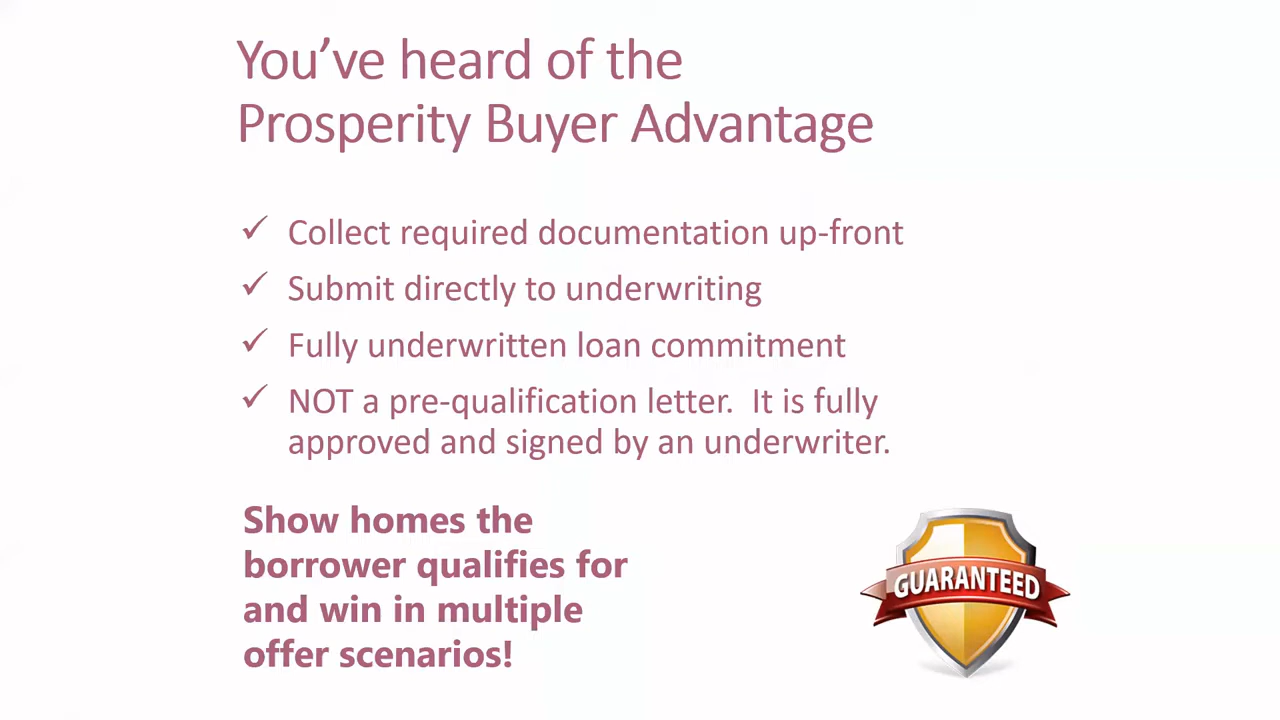 You’ve heard of the
Prosperity Buyer Advantage
✓ Collect required documentation up-front
✓ Submit directly to underwriting
✓ Fully underwritten loan commitment
✓ NOT a pre-qualification letter.  It is fully
approved and signed by an underwriter.
Show homes the
borrower qualifies for
and win in multiple
offer scenarios!
GUARANTEED